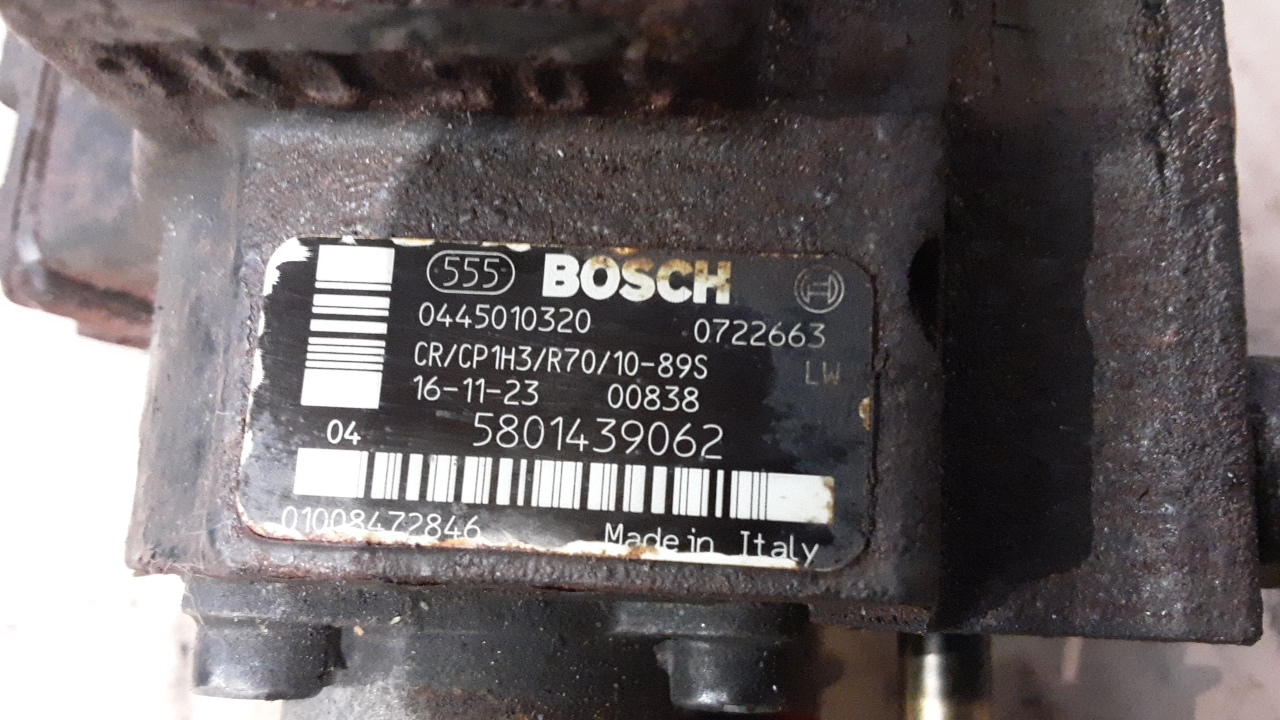 555 BOSCH
0445010320 0722663
CR/CP1H3/R70/10-89S LW
16-11-23 00838
04 5801439062
01008472846 Made in Italy